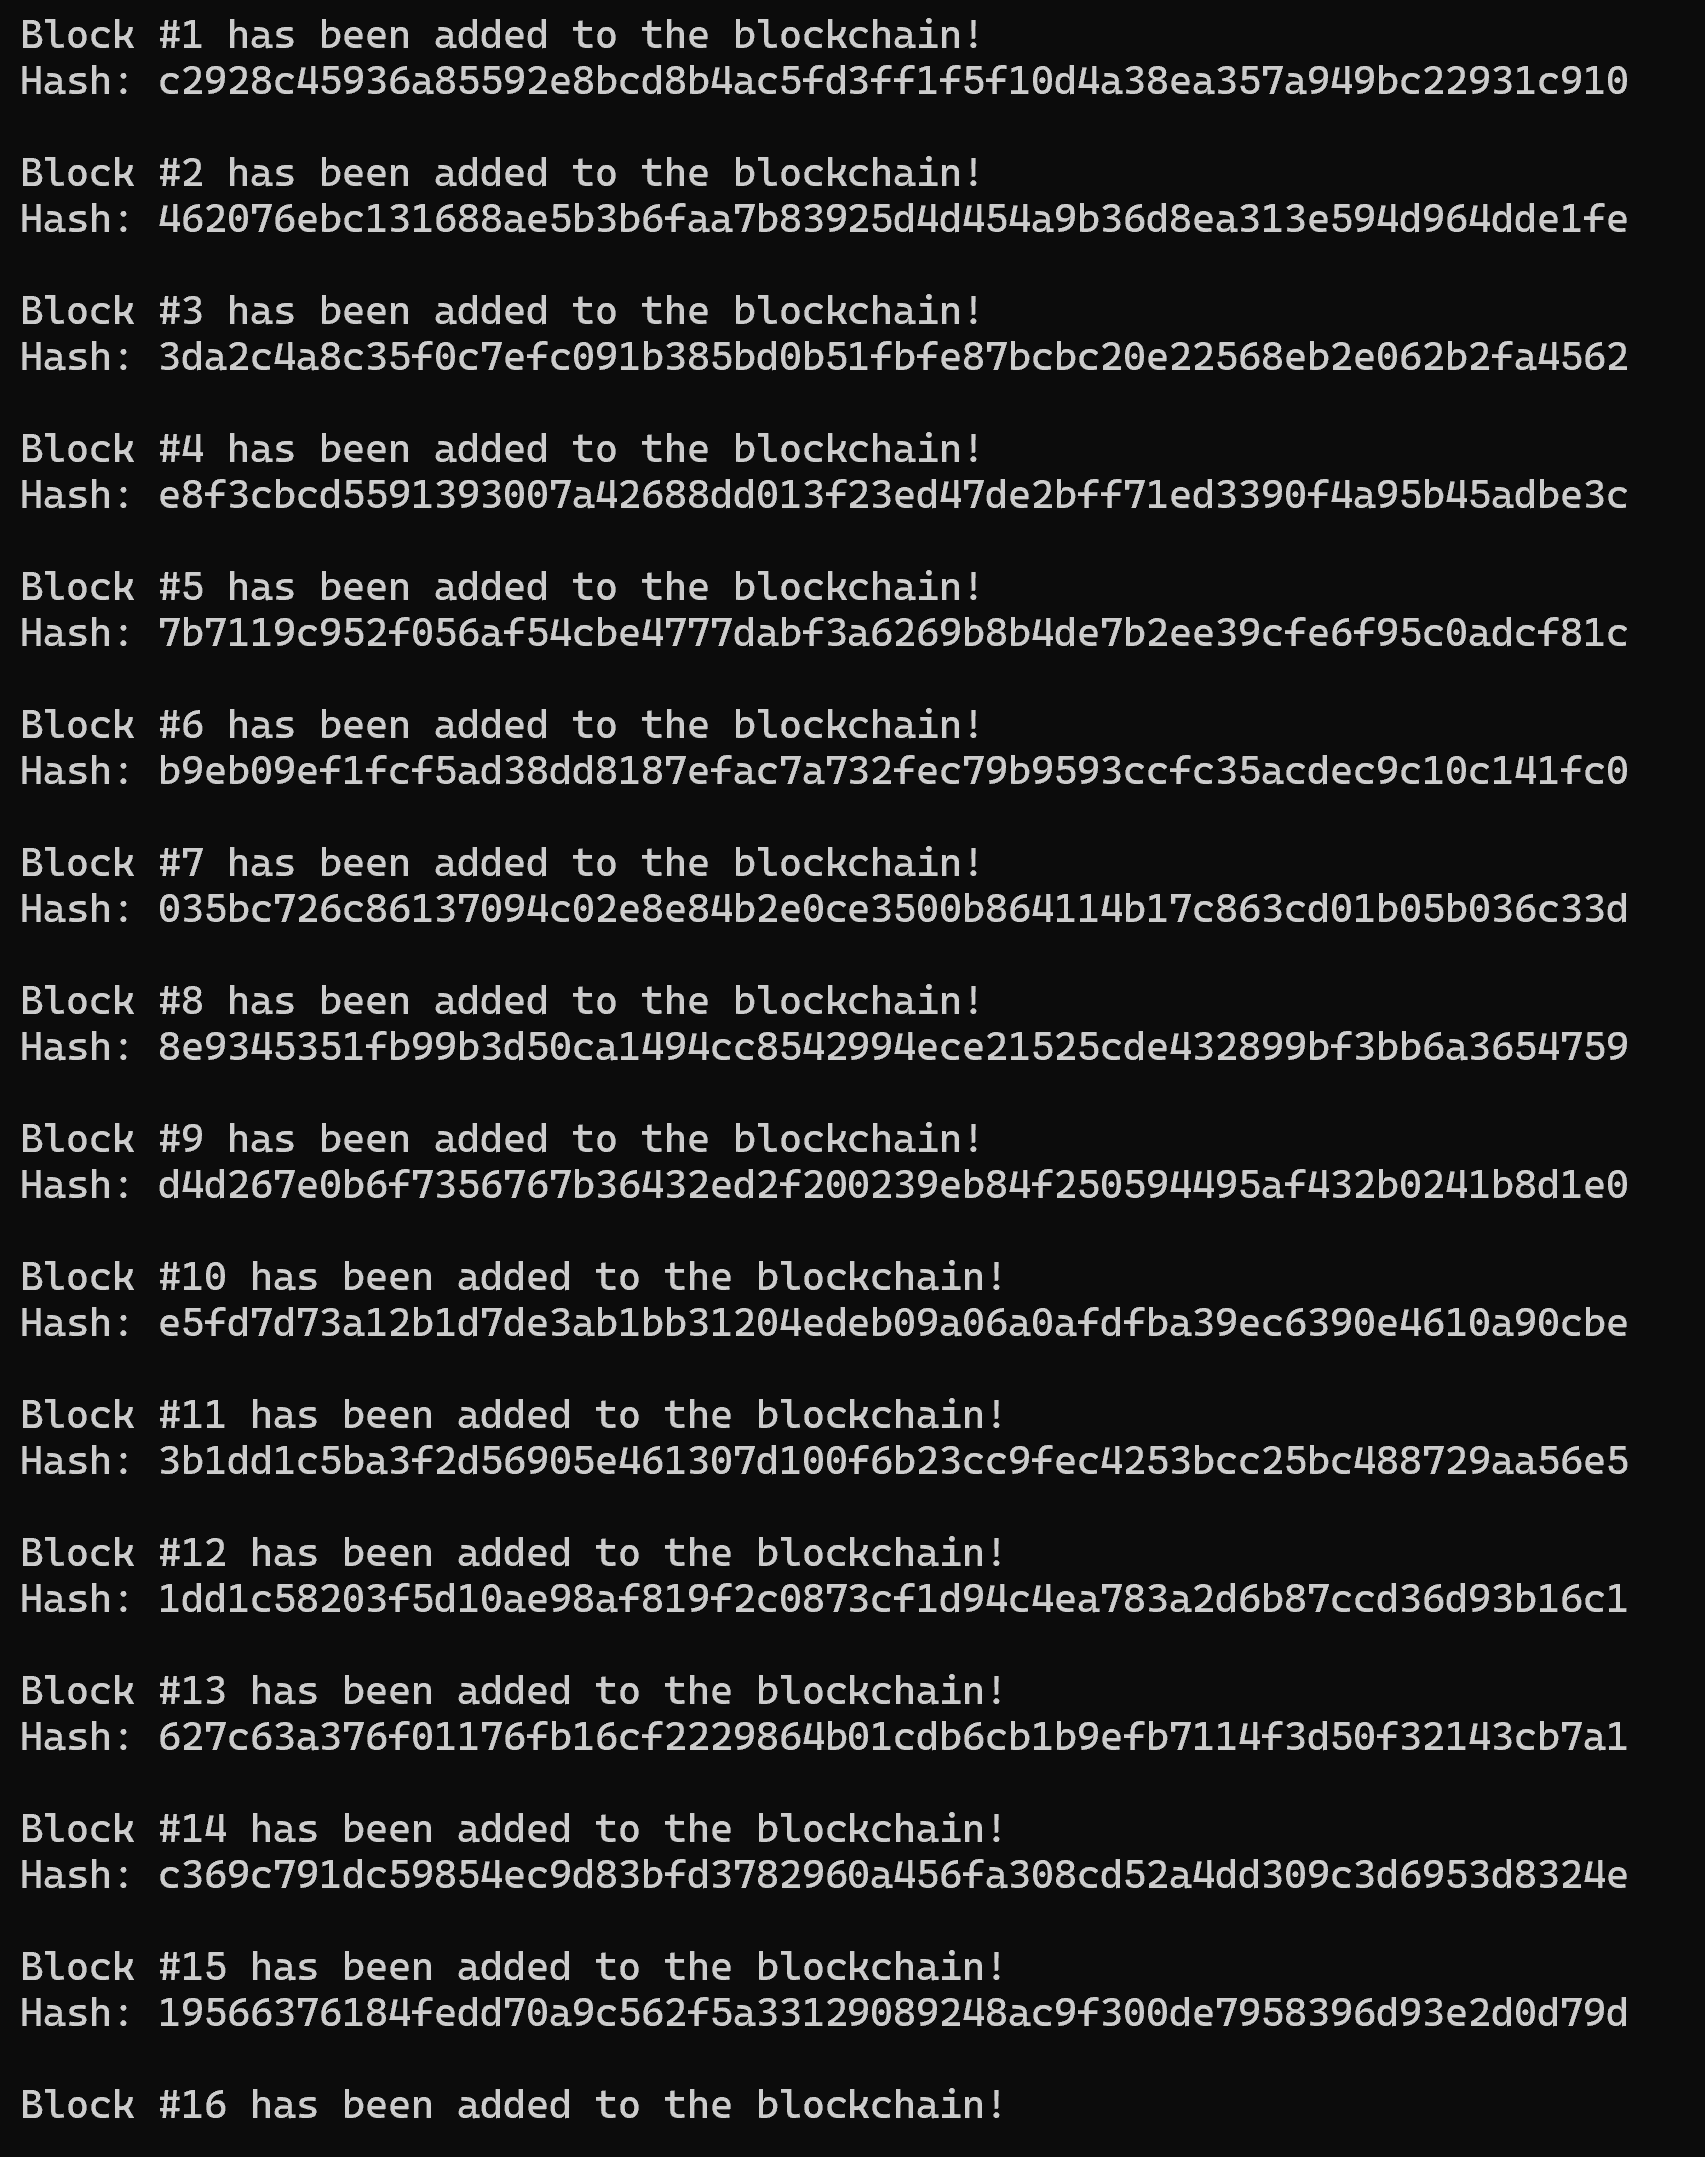 Block #1 has been added to the blockchain!
Hash: c2928c45936a85592e8bcd8b4ac5fd3ff1f5f10d4a38ea357a949bc22931c910
Block #2 has been added to the blockchain!
Hash: 462076ebc131688ae5b3b6faa7b83925d4d454a9b36d8ea313e594d964dde1fe
Block #3 has been added to the blockchain!
Hash: 3da2c4a8c35f0c7efc091b385bd0b51fbfe87bcbc20e22568eb2e062b2fa4562
Block #4 has been added to the blockchain!
Hash: e8f3cbcd5591393007a42688dd013f23ed47de2bff71ed3390f4a95b45adbe3c
Block #5 has been added to the blockchain!
Hash: 7b7119c952f056af54cbe4777dabf3a6269b8b4de7b2ee39cfe6f95c0adcf81c
Block #6 has been added to the blockchain!
Hash: b9eb09ef1fcf5ad38dd8187efac7a732fec79b9593ccfc35acdec9c10c141fc0
Block #7 has been added to the blockchain!
Hash: 035bc726c86137094c02e8e84b2e0ce3500b864114b17c863cd01b05b036c33d
Block #8 has been added to the blockchain!
Hash: 8e9345351fb99b3d50ca1494cc8542994ece21525cde432899bf3bb6a3654759
Block #9 has been added to the blockchain!
Hash: d4d267e0b6f7356767b36432ed2f200239eb84f250594495af432b0241b8d1e0
Block #10 has been added to the blockchain!
Hash: e5fd7d73a12b1d7de3ab1bb31204edeb09a06a0afdfba39ec6390e4610a90cbe
Block #11 has been added to the blockchain!
Hash: 3b1dd1c5ba3f2d56905e461307d100f6b23cc9fec4253bcc25bc488729aa56e5
Block #12 has been added to the blockchain!
Hash: 1dd1c58203f5d10ae98af819f2c0873cf1d94c4ea783a2d6b87ccd36d93b16c1
Block #13 has been added to the blockchain!
Hash: 627c63a376f01176fb16cf2229864b01cdb6cb1b9efb7114f3d50f32143cb7a1
Block #14 has been added to the blockchain!
Hash: c369c791dc59854ec9d83bfd3782960a456fa308cd52a4dd309c3d6953d8324e
Block #15 has been added to the blockchain!
Hash: 19566376184fedd70a9c562f5a33129089248ac9f300de7958396d93e2d0d79d
Block #16 has been added to the blockchain!